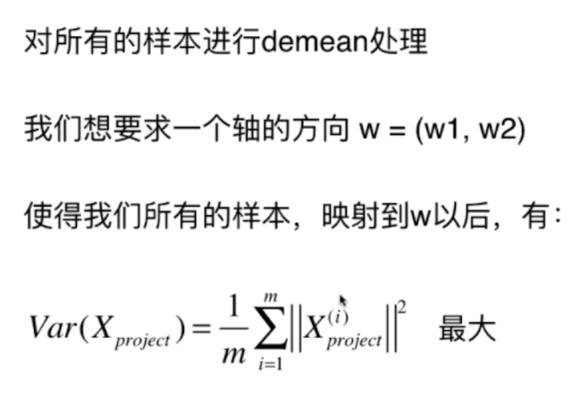 对所有的样本进行demean处理
我们想要求一个轴的方向 w = (w1, w2)
使得我们所有的样本，映射到w以后，有：
Var(X_{project}) = \frac{1}{m} \sum_{i=1}^{m} ||X_{project}^{(i)}||^2 最大